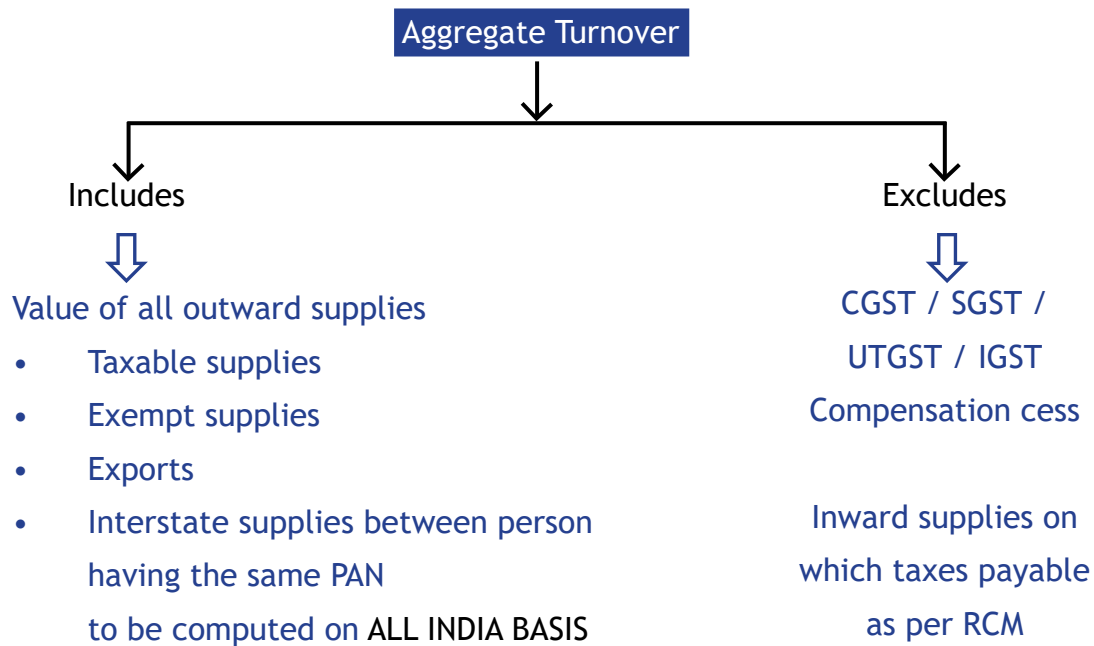 Aggregate Turnover
Includes
Value of all outward supplies
• Taxable supplies
• Exempt supplies
• Exports
• Interstate supplies between person
having the same PAN
to be computed on ALL INDIA BASIS
Excludes
CGST / SGST /
UTGST / IGST
Compensation cess
Inward supplies on
which taxes payable
as per RCM